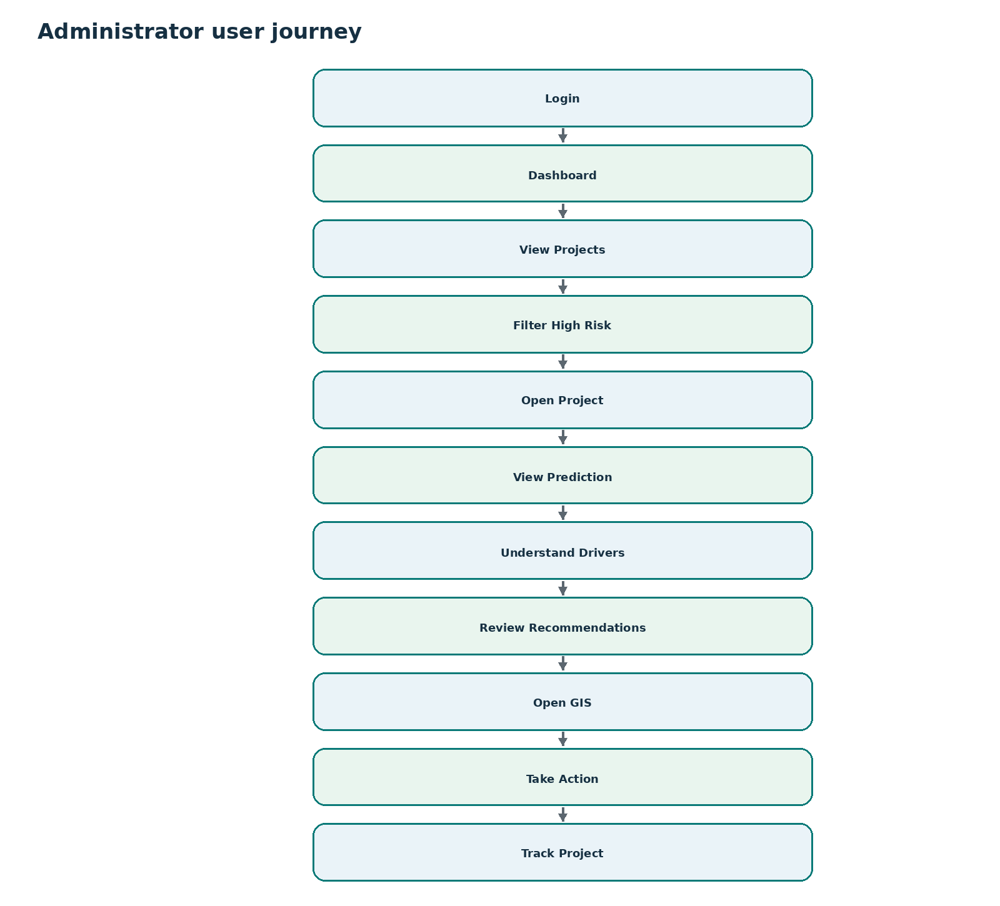 Administrator user journey
Login
Dashboard
View Projects
Filter High Risk
Open Project
View Prediction
Understand Drivers
Review Recommendations
Open GIS
Take Action
Track Project